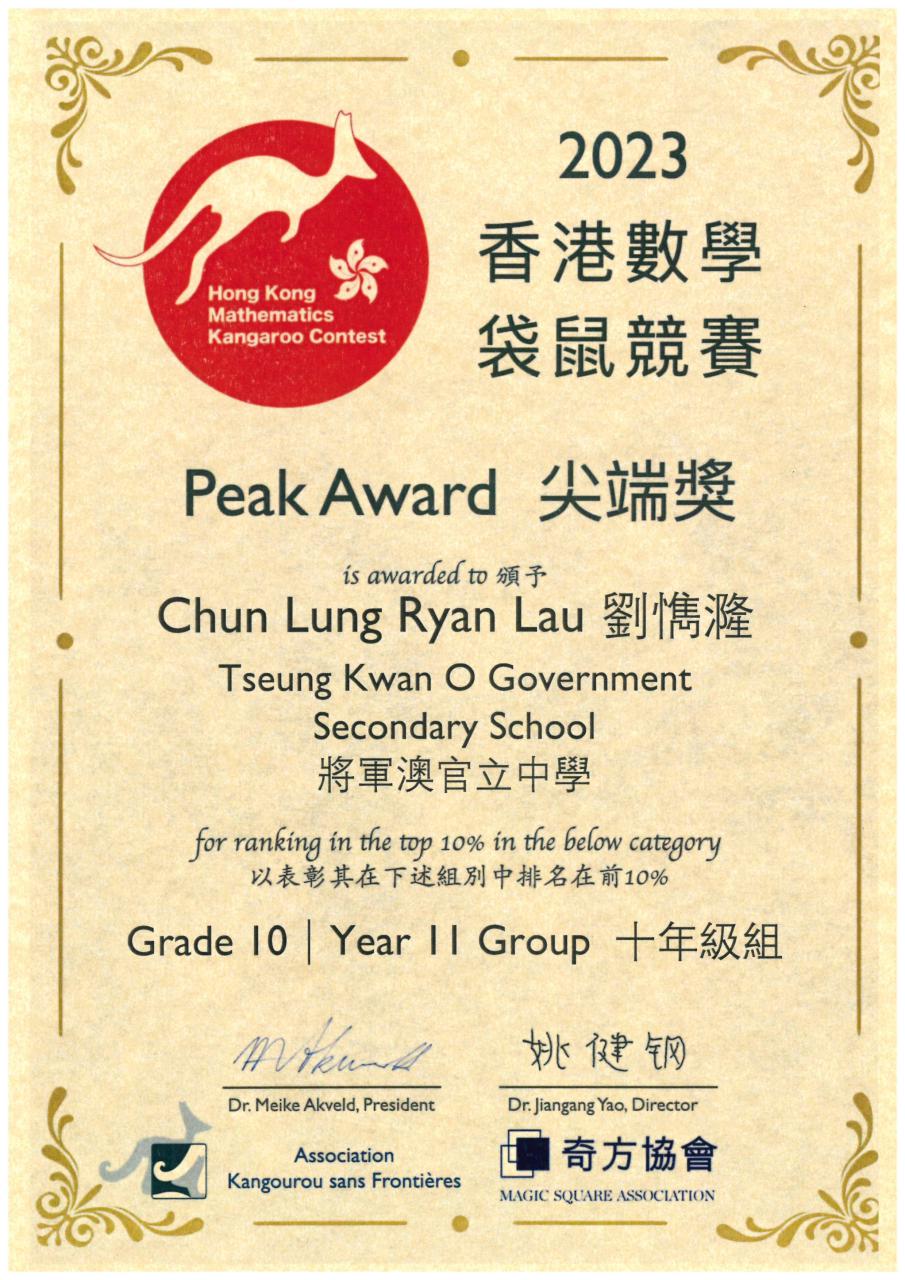 Hong Kong
Mathematics
Kangaroo Contest
2023
香港數學
袋鼠競賽
Peak Award 尖端獎
is awarded to 頒予
Chun Lung Ryan Lau 劉懏漋
Tseung Kwan O Government
Secondary School
將軍澳官立中學
for ranking in the top 10% in the below category
以表彰其在下述組別中排名在前10%
Grade 10 | Year 11 Group 十年級組
姚健钢
Dr. Meike Akveld, President
Dr. Jiangang Yao, Director
Association
Kangourou sans Frontières
奇方協會
MAGIC SQUARE ASSOCIATION